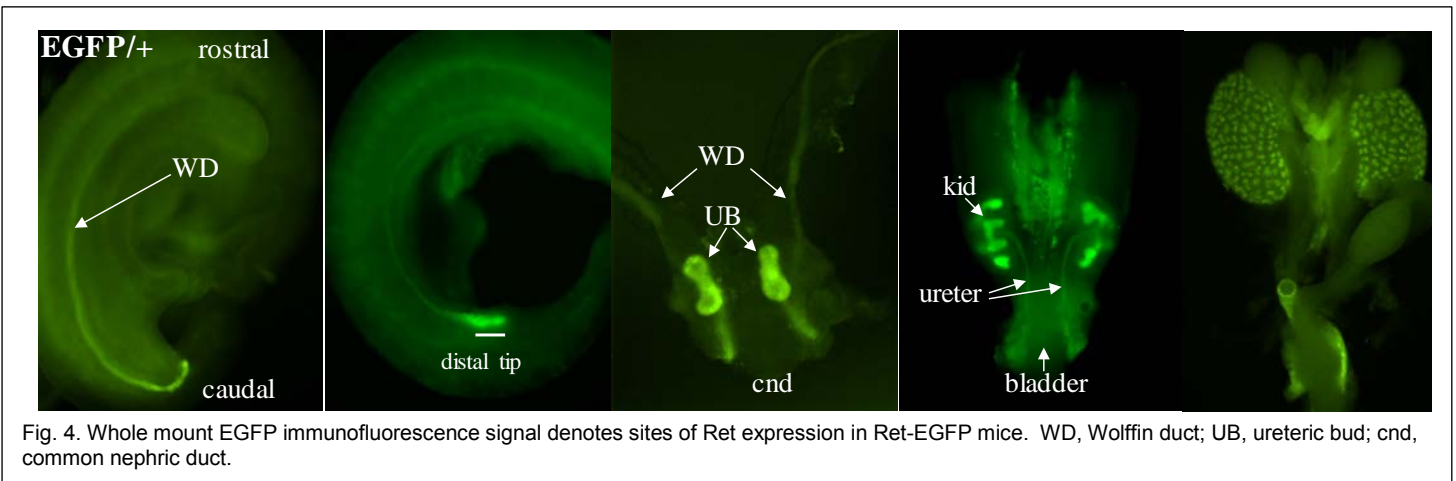 EGFP/+ rostral
WD
caudal
distal tip
WD
UB
cnd
kid
ureter
bladder
Fig. 4. Whole mount EGFP immunofluorescence signal denotes sites of Ret expression in Ret-EGFP mice. WD, Wolffin duct; UB, ureteric bud; cnd,
common nephric duct.